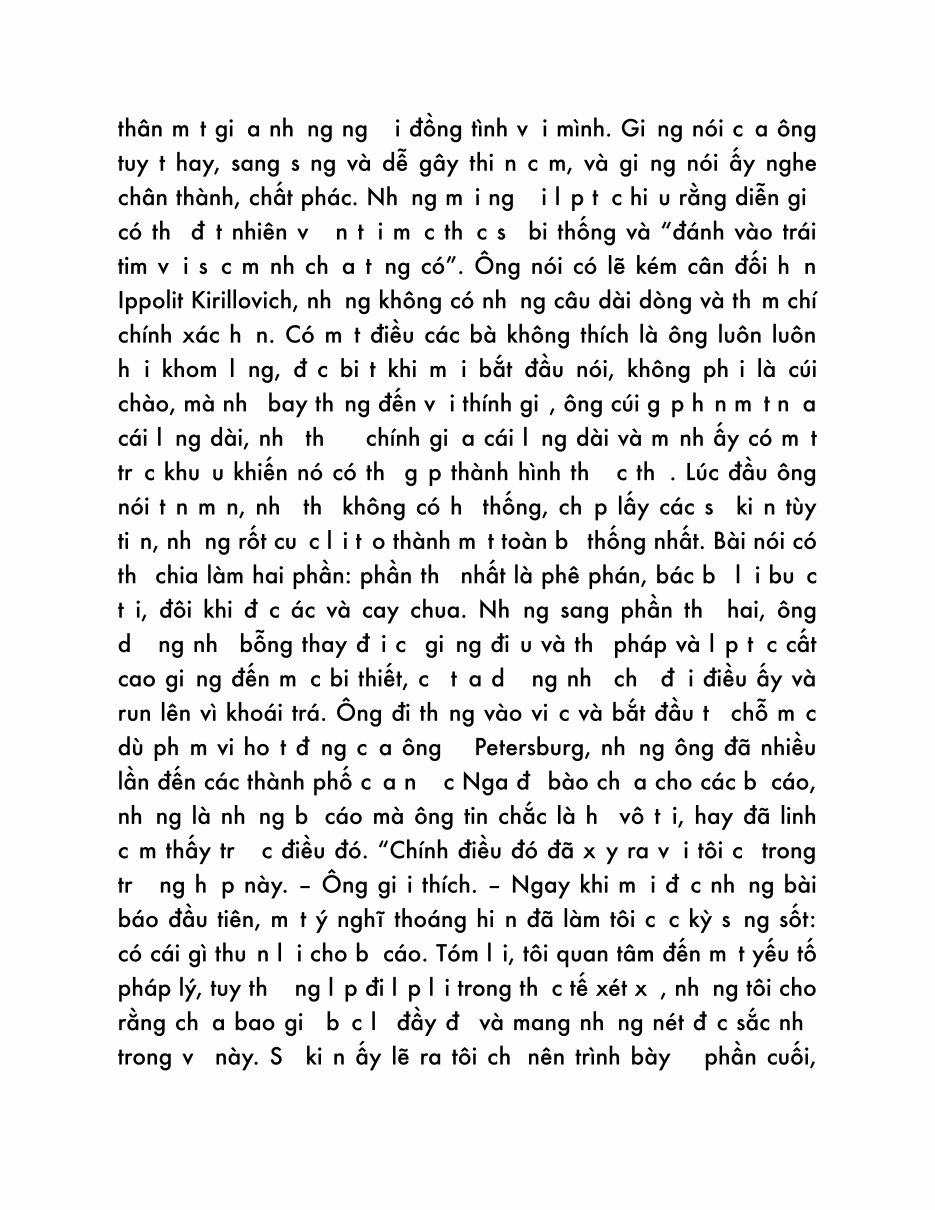 thân m t gi a nh ng ng i đồng tình v i mình. Gi ng nói c a ông
tuy t hay, sang s ng và dễ gây thi n c m, và gi ng nói ấy nghe
chân thành, chất phác. Nh ng m i ng i l p t c hi u rằng diễn gi
có th đ t nhiên v n t i m c th c s bi thống và “đánh vào trái
tim v i s c m nh ch a t ng có”. Ông nói có lẽ kém cân đối h n
Ippolit Kirillovich, nh ng không có nh ng câu dài dòng và th m chí
chính xác h n. Có m t điều các bà không thích là ông luôn luôn
h i khom l ng, đ c bi t khi m i bắt đầu nói, không ph i là cúi
chào, mà nh bay th ng đến v i thính gi , ông cúi g p h n m t n a
cái l ng dài, nh th chính gi a cái l ng dài và m nh ấy có m t
tr c khu u khiến nó có th g p thành hình th c th . Lúc đầu ông
nói t n m n, nh th không có h thống, ch p lấy các s ki n tùy
ti n, nh ng rốt cu c l i t o thành m t toàn b thống nhất. Bài nói có
th chia làm hai phần: phần th nhất là phê phán, bác b l i bu c
t i, đôi khi đ c ác và cay chua. Nh ng sang phần th hai, ông
d ng nh bỗng thay đ i c gi ng đi u và th pháp và l p t c cất
cao gi ng đến m c bi thiết, c t a d ng nh ch đ i điều ấy và
run lên vì khoái trá. Ông đi th ng vào vi c và bắt đầu t chỗ m c
dù ph m vi ho t đ ng c a ông Petersburg, nh ng ông đã nhiều
lần đến các thành phố c a n c Nga đ bào ch a cho các b cáo,
nh ng là nh ng b cáo mà ông tin chắc là h vô t i, hay đã linh
c m thấy tr c điều đó. “Chính điều đó đã x y ra v i tôi c trong
tr ng h p này. – Ông gi i thích. – Ngay khi m i đ c nh ng bài
báo đầu tiên, m t ý nghĩ thoáng hi n đã làm tôi c c kỳ s ng sốt:
có cái gì thu n l i cho b cáo. Tóm l i, tôi quan tâm đến m t yếu tố
pháp lý, tuy th ng l p đi l p l i trong th c tế xét x , nh ng tôi cho
rằng ch a bao gi b c l đầy đ và mang nh ng nét đ c sắc nh
trong v này. S ki n ấy lẽ ra tôi ch nên trình bày phần cuối,